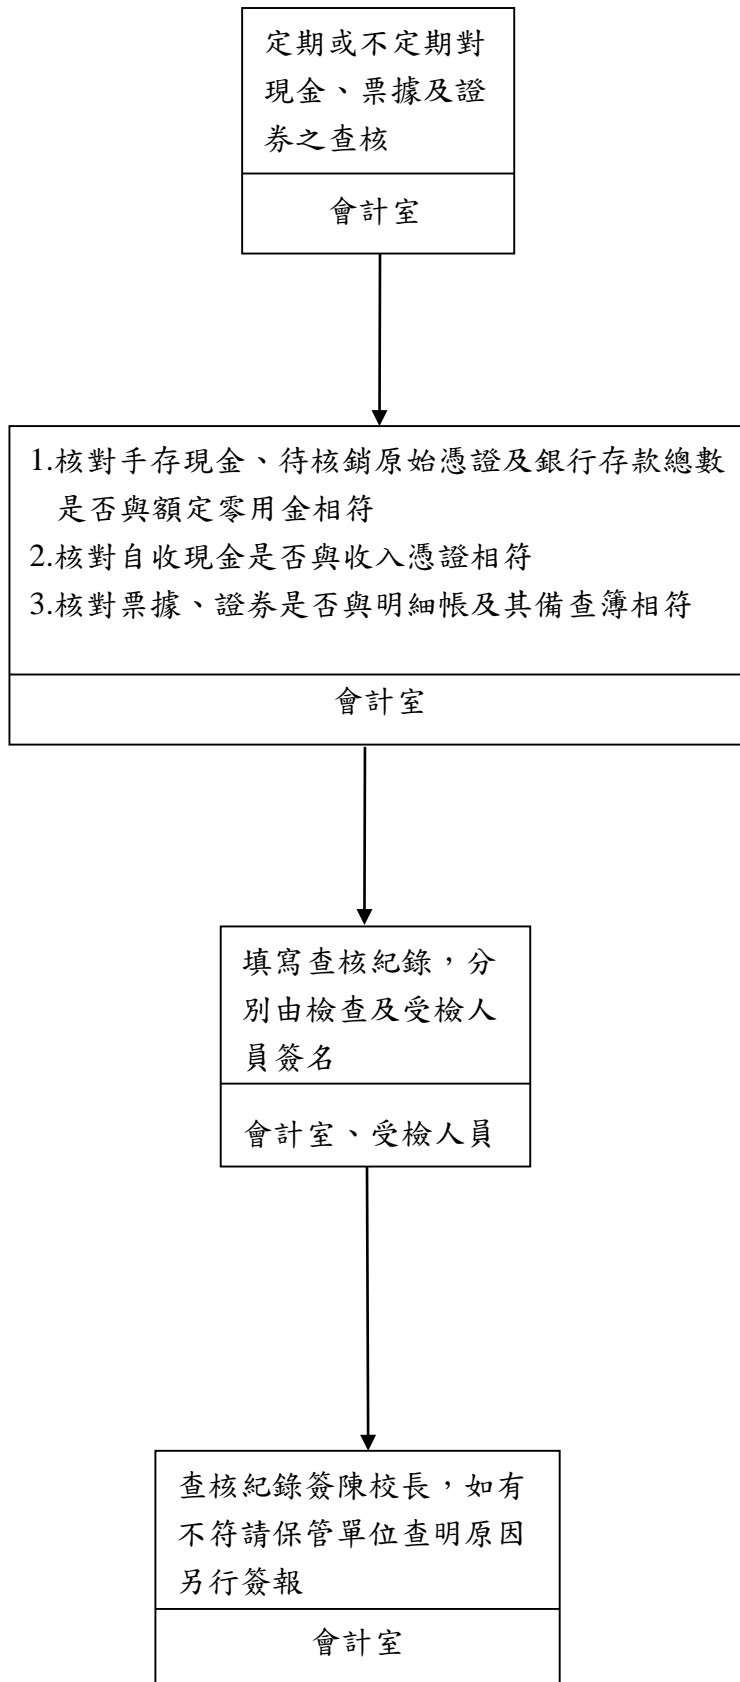 定期或不定期對
現金、票據及證
券之查核
會計室
1.核對手存現金、待核銷原始憑證及銀行存款總數
是否與額定零用金相符
2.核對自收現金是否與收入憑證相符
3.核對票據、證券是否與明細帳及其備查簿相符
會計室
填寫查核紀錄，分
別由檢查及受檢人
員簽名
會計室、受檢人員
查核紀錄簽陳校長，如有
不符請保管單位查明原因
另行簽報
會計室